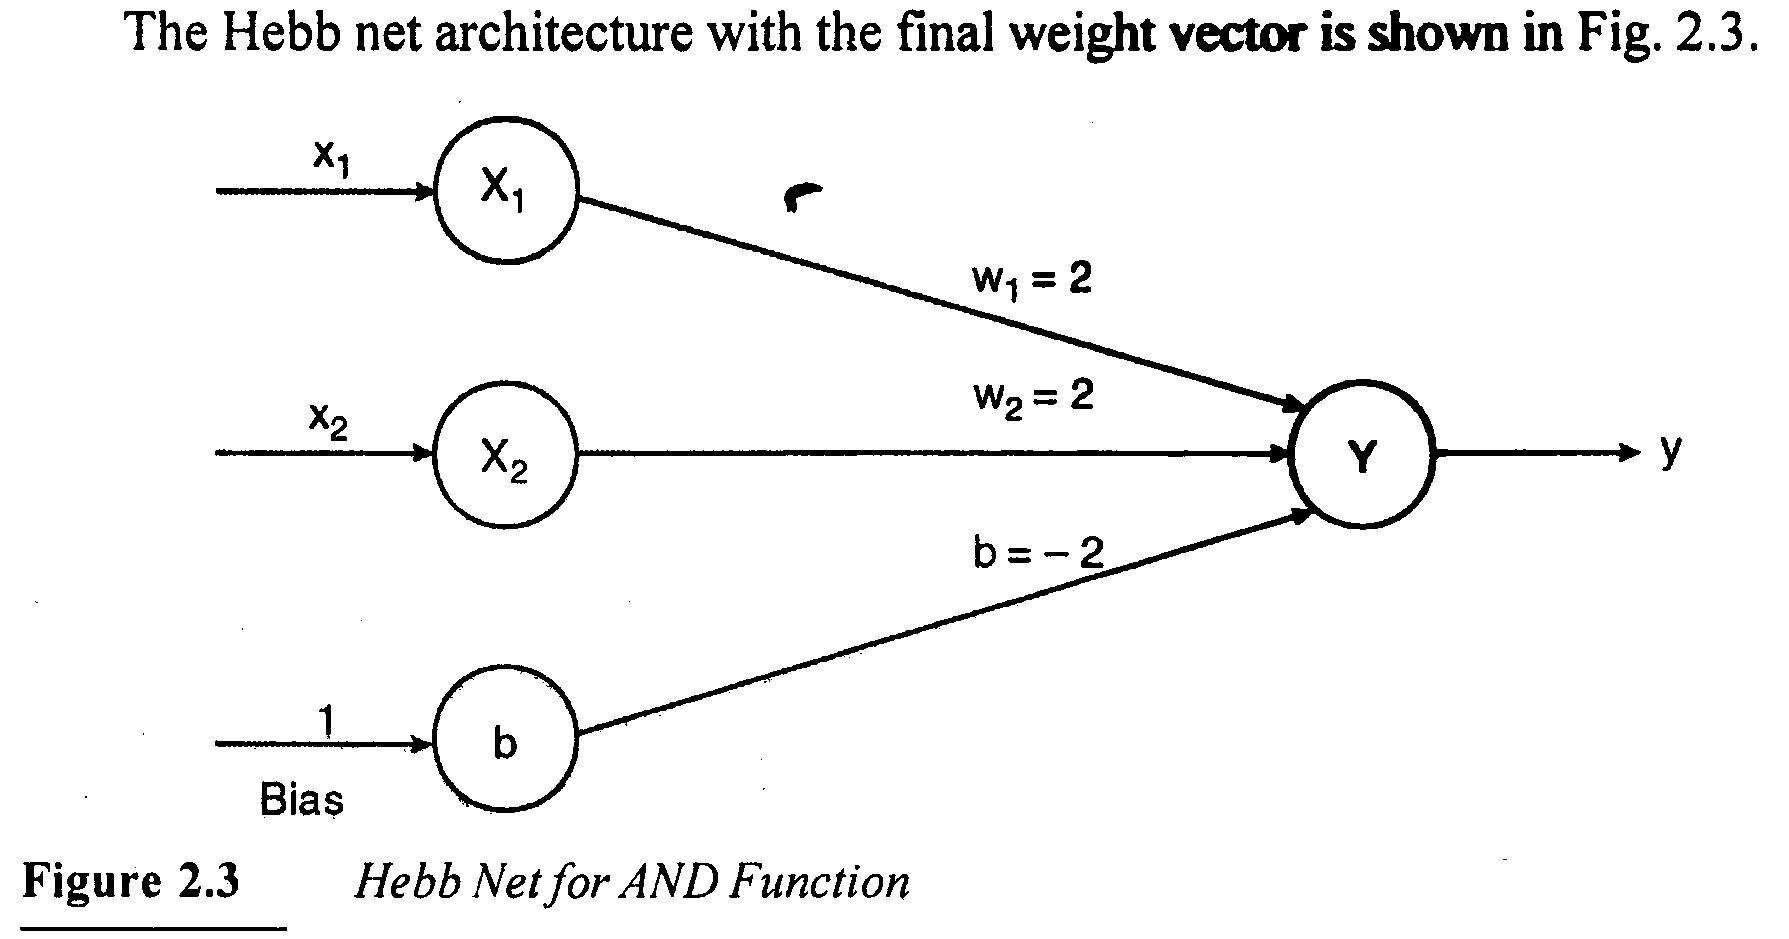 The Hebb net architecture with the final weight vector is shown in Fig. 2.3.
x₁
X₁
w₁ = 2
x₂
X₂
w₂ = 2
Y
y
b = – 2
1
b
Bias
Figure 2.3 Hebb Net for AND Function